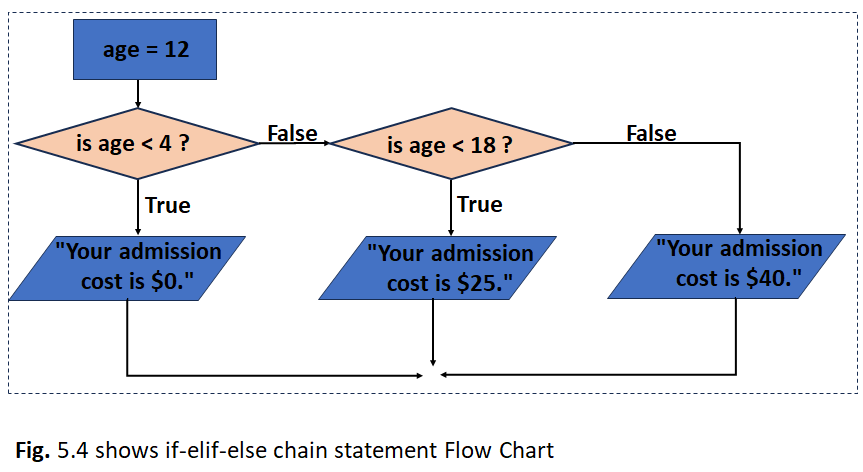 age = 12
is age < 4 ?
False
is age < 18 ?
False
True
True
"Your admission
cost is $0."
"Your admission
cost is $25."
"Your admission
cost is $40."
Fig. 5.4 shows if-elif-else chain statement Flow Chart